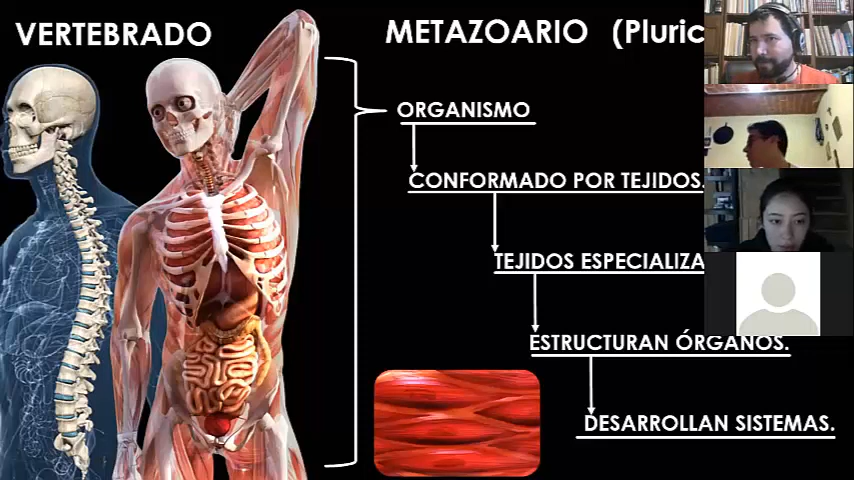 VERTEBRADO
METAZOARIO (Pluric
ORGANISMO
CONFORMADO POR TEJIDOS.
TEJIDOS ESPECIALIZA
ESTRUCTURAN ÓRGANOS.
DESARROLLAN SISTEMAS.